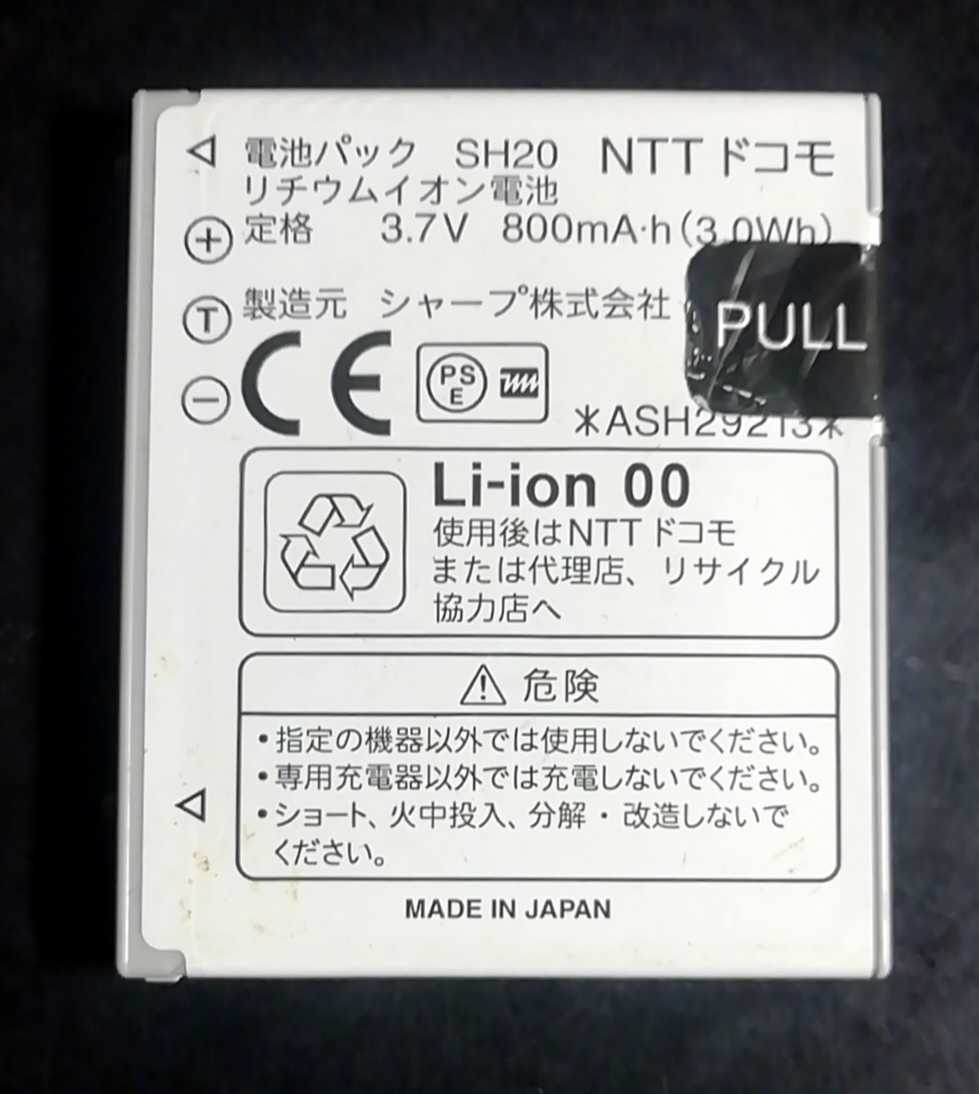 電池パック SH20 NTTドコモ
リチウムイオン電池
定格 3.7V 800mA·h(3.0Wh)
製造元 シャープ株式会社
PULL
T
CE
PS
E
*ASH29213*
Li-ion 00
使用後はNTTドコモ
または代理店、リサイクル
協力店へ
危険
・指定の機器以外では使用しないでください。
・専用充電器以外では充電しないでください。
・ショート、火中投入、分解・改造しないで
ください。
MADE IN JAPAN